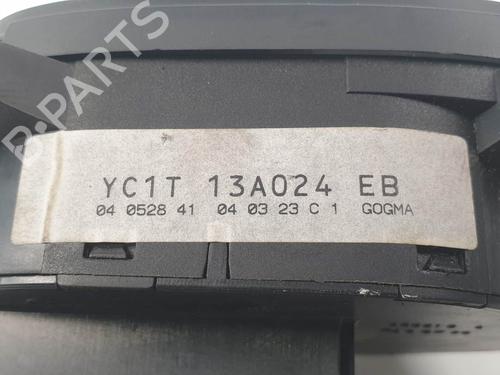 B-PARTS
YC1T 13A024 EB
04 0528 41 04 03 23 C 1 GOGMA